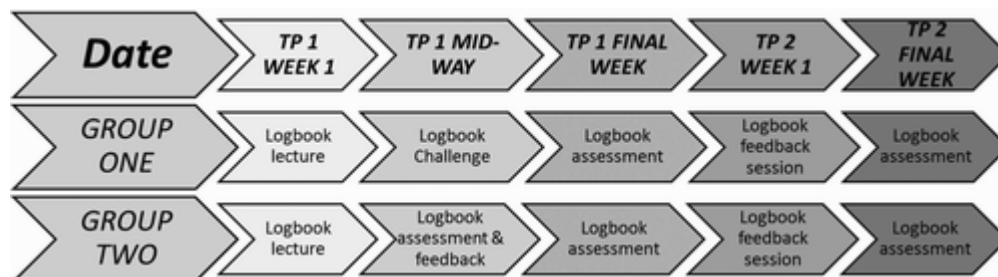 Date
TP 1
WEEK 1
TP 1 MID-
WAY
TP 1 FINAL
WEEK
TP 2
WEEK 1
TP 2
FINAL
WEEK
GROUP
ONE
Logbook
lecture
Logbook
Challenge
Logbook
assessment
Logbook
feedback
session
Logbook
assessment
GROUP
TWO
Logbook
lecture
Logbook
assessment &
feedback
Logbook
assessment
Logbook
feedback
session
Logbook
assessment